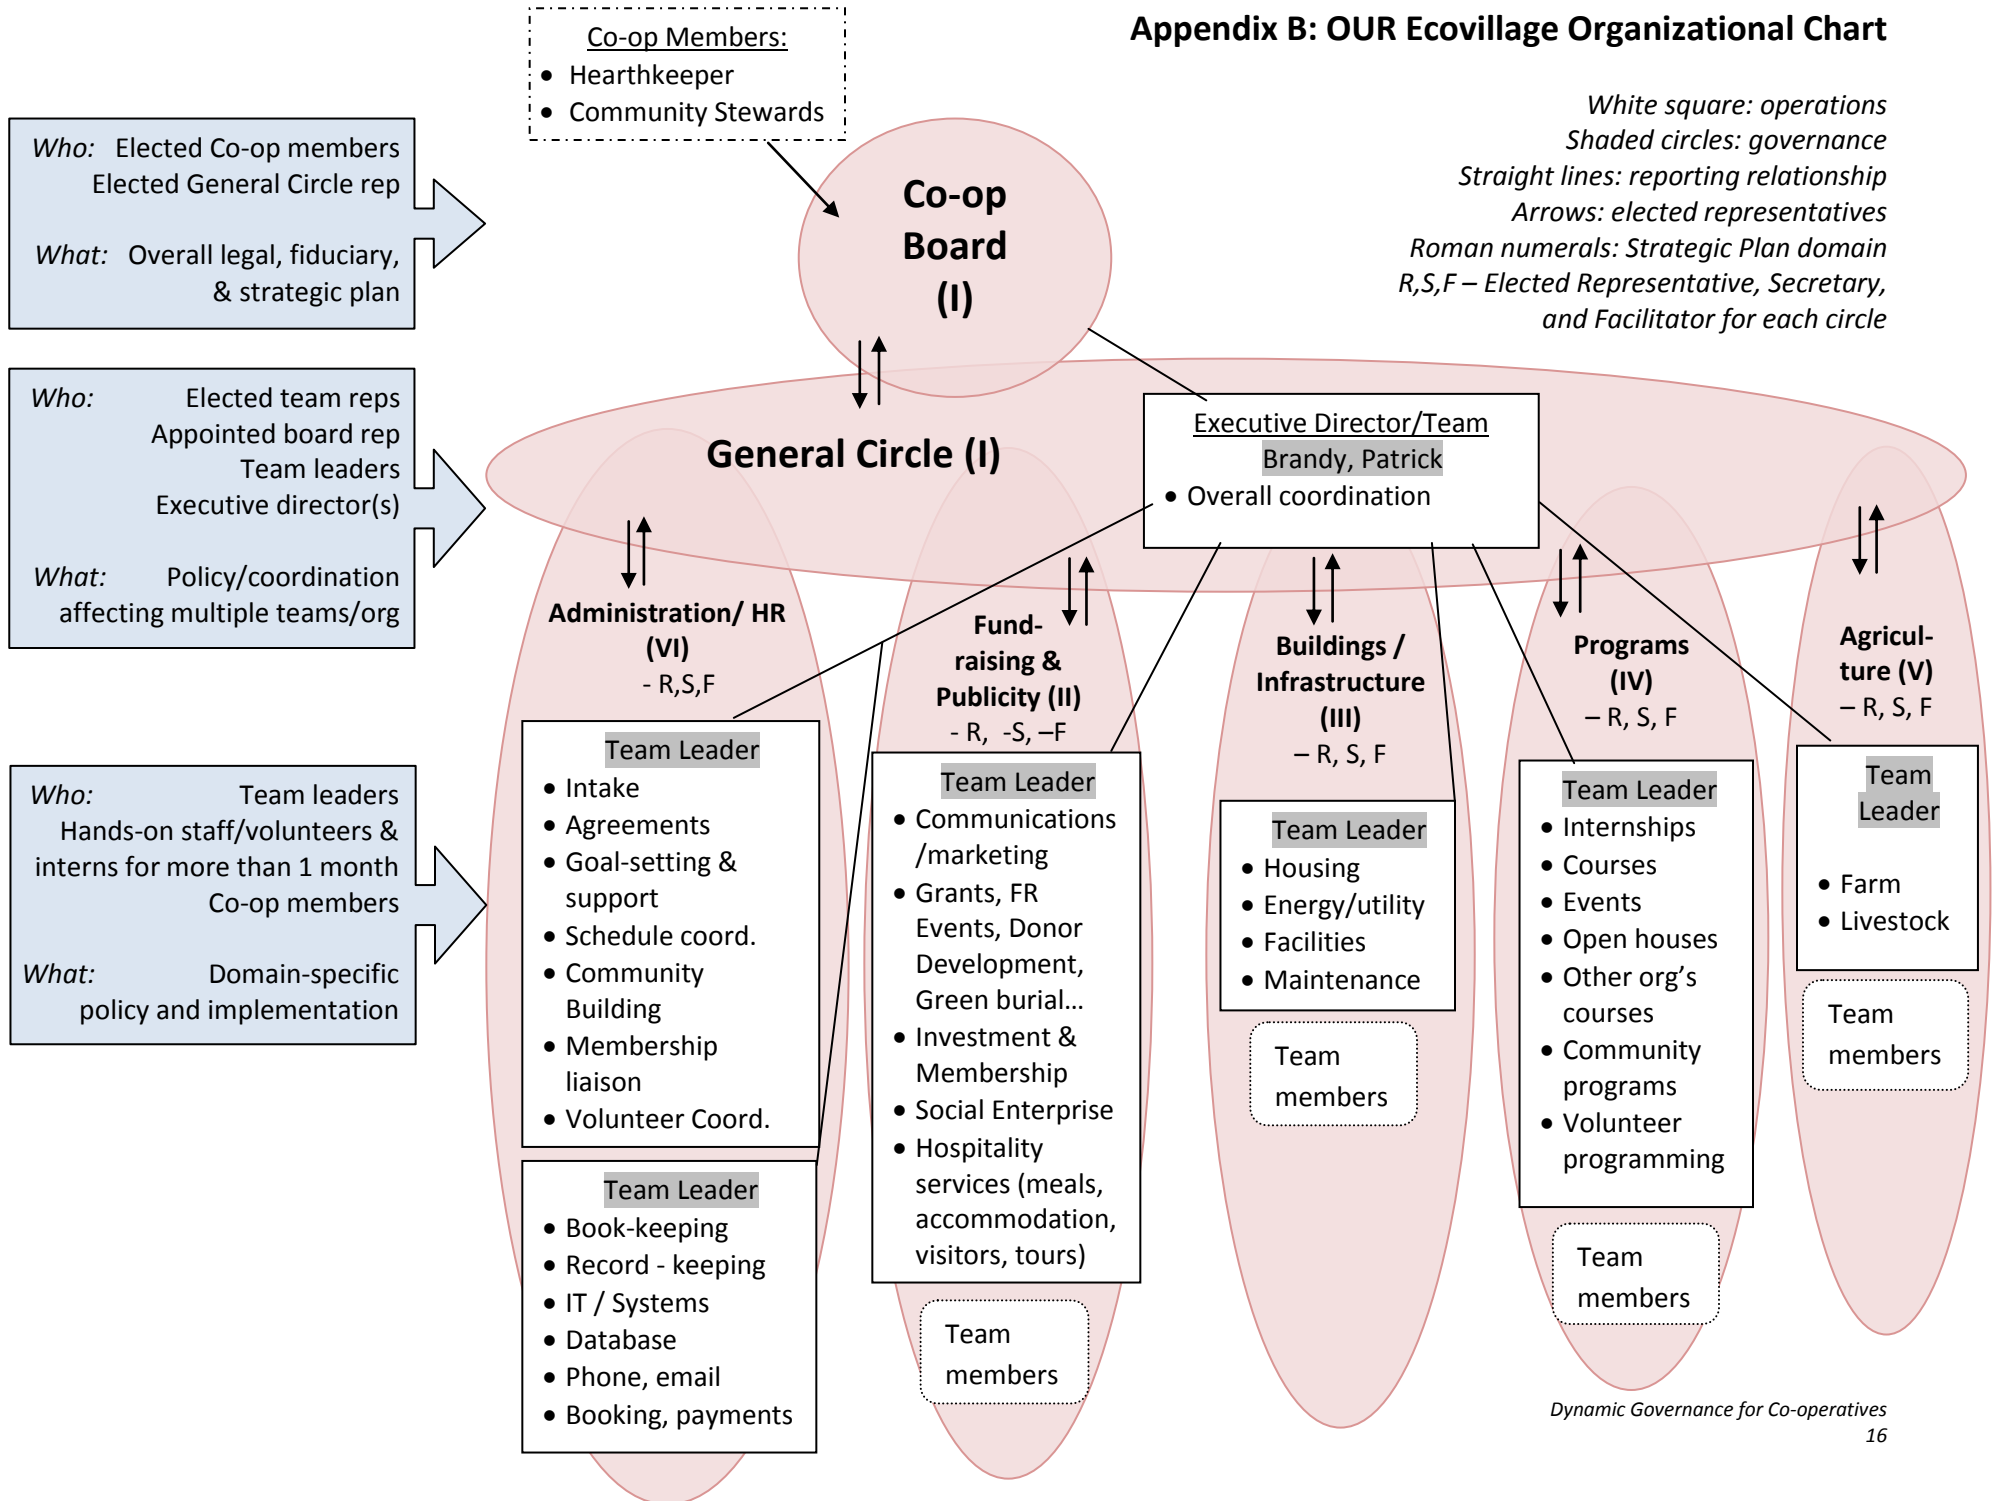 Appendix B: OUR Ecovillage Organizational Chart
White square: operations
Shaded circles: governance
Straight lines: reporting relationship
Arrows: elected representatives
Roman numerals: Strategic Plan domain
R,S,F – Elected Representative, Secretary,
and Facilitator for each circle
Co-op Members:
• Hearthkeeper
• Community Stewards
Who: Elected Co-op members
Elected General Circle rep
What: Overall legal, fiduciary,
& strategic plan
Co-op
Board
(I)
Who: Elected team reps
Appointed board rep
Team leaders
Executive director(s)
What: Policy/coordination
affecting multiple teams/org
General Circle (I)
Executive Director/Team
Brandy, Patrick
• Overall coordination
Who: Team leaders
Hands-on staff/volunteers &
interns for more than 1 month
Co-op members
What: Domain-specific
policy and implementation
Administration/ HR
(VI)
- R,S,F
Team Leader
• Intake
• Agreements
• Goal-setting &
support
• Schedule coord.
• Community
Building
• Membership
liaison
• Volunteer Coord.
Team Leader
• Book-keeping
• Record - keeping
• IT / Systems
• Database
• Phone, email
• Booking, payments
Fund-
raising &
Publicity (II)
- R, -S, –F
Team Leader
• Communications
/marketing
• Grants, FR
Events, Donor
Development,
Green burial...
• Investment &
Membership
• Social Enterprise
• Hospitality
services (meals,
accommodation,
visitors, tours)
Team
members
Buildings /
Infrastructure
(III)
– R, S, F
Team Leader
• Housing
• Energy/utility
• Facilities
• Maintenance
Team
members
Programs
(IV)
– R, S, F
Team Leader
• Internships
• Courses
• Events
• Open houses
• Other org's
courses
• Community
programs
• Volunteer
programming
Team
members
Agricul-
ture (V)
– R, S, F
Team
Leader
• Farm
• Livestock
Team
members
Dynamic Governance for Co-operatives
16